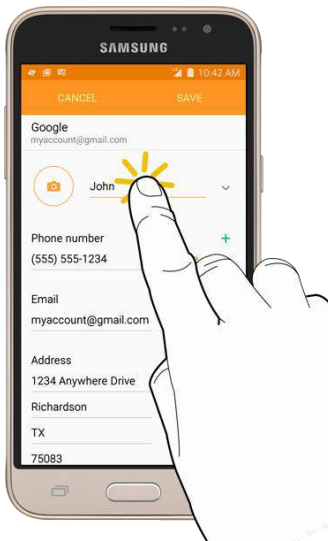 SAMSUNG
10:42 AM
CANCEL SAVE
Google
myaccount@gmail.com
John
Phone number
(555) 555-1234
Email
myaccount@gmail.com
Address
1234 Anywhere Drive
Richardson
TX
75083